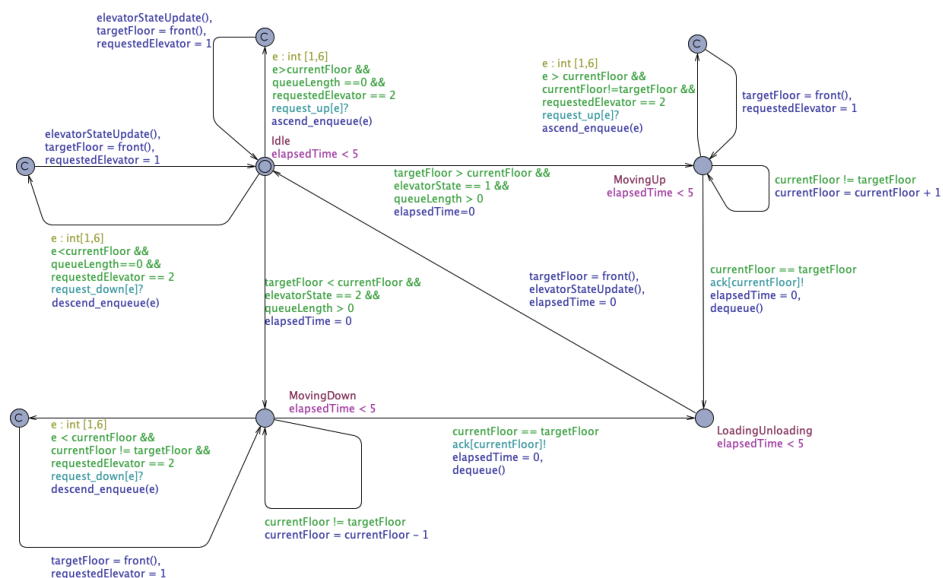 elevatorStateUpdate(),
targetFloor = front(),
requestedElevator = 1
C
e : int [1,6]
e>currentFloor &&
queueLength ==0 &&
requestedElevator == 2
request_up[e]?
ascend_enqueue(e)
C
e : int [1,6]
e > currentFloor &&
currentFloor!=targetFloor &&
requestedElevator == 2
request_up[e]?
ascend_enqueue(e)
targetFloor = front(),
requestedElevator = 1
elevatorStateUpdate(),
targetFloor = front(),
requestedElevator = 1
C
Idle
elapsedTime < 5
targetFloor > currentFloor &&
elevatorState == 1 &&
queueLength > 0
elapsedTime=0
MovingUp
elapsedTime < 5
currentFloor != targetFloor
currentFloor = currentFloor + 1
e : int[1,6]
e<currentFloor &&
queueLength==0 &&
requestedElevator == 2
request_down[e]?
descend_enqueue(e)
targetFloor < currentFloor &&
elevatorState == 2 &&
queueLength > 0
elapsedTime = 0
targetFloor = front(),
elevatorStateUpdate(),
elapsedTime = 0
currentFloor == targetFloor
ack[currentFloor]!
elapsedTime = 0,
dequeue()
MovingDown
elapsedTime < 5
C
e : int [1,6]
e < currentFloor &&
currentFloor != targetFloor &&
requestedElevator == 2
request_down[e]?
descend_enqueue(e)
currentFloor == targetFloor
ack[currentFloor]!
elapsedTime = 0,
dequeue()
LoadingUnloading
elapsedTime < 5
currentFloor != targetFloor
currentFloor = currentFloor - 1
targetFloor = front(),
requestedElevator = 1